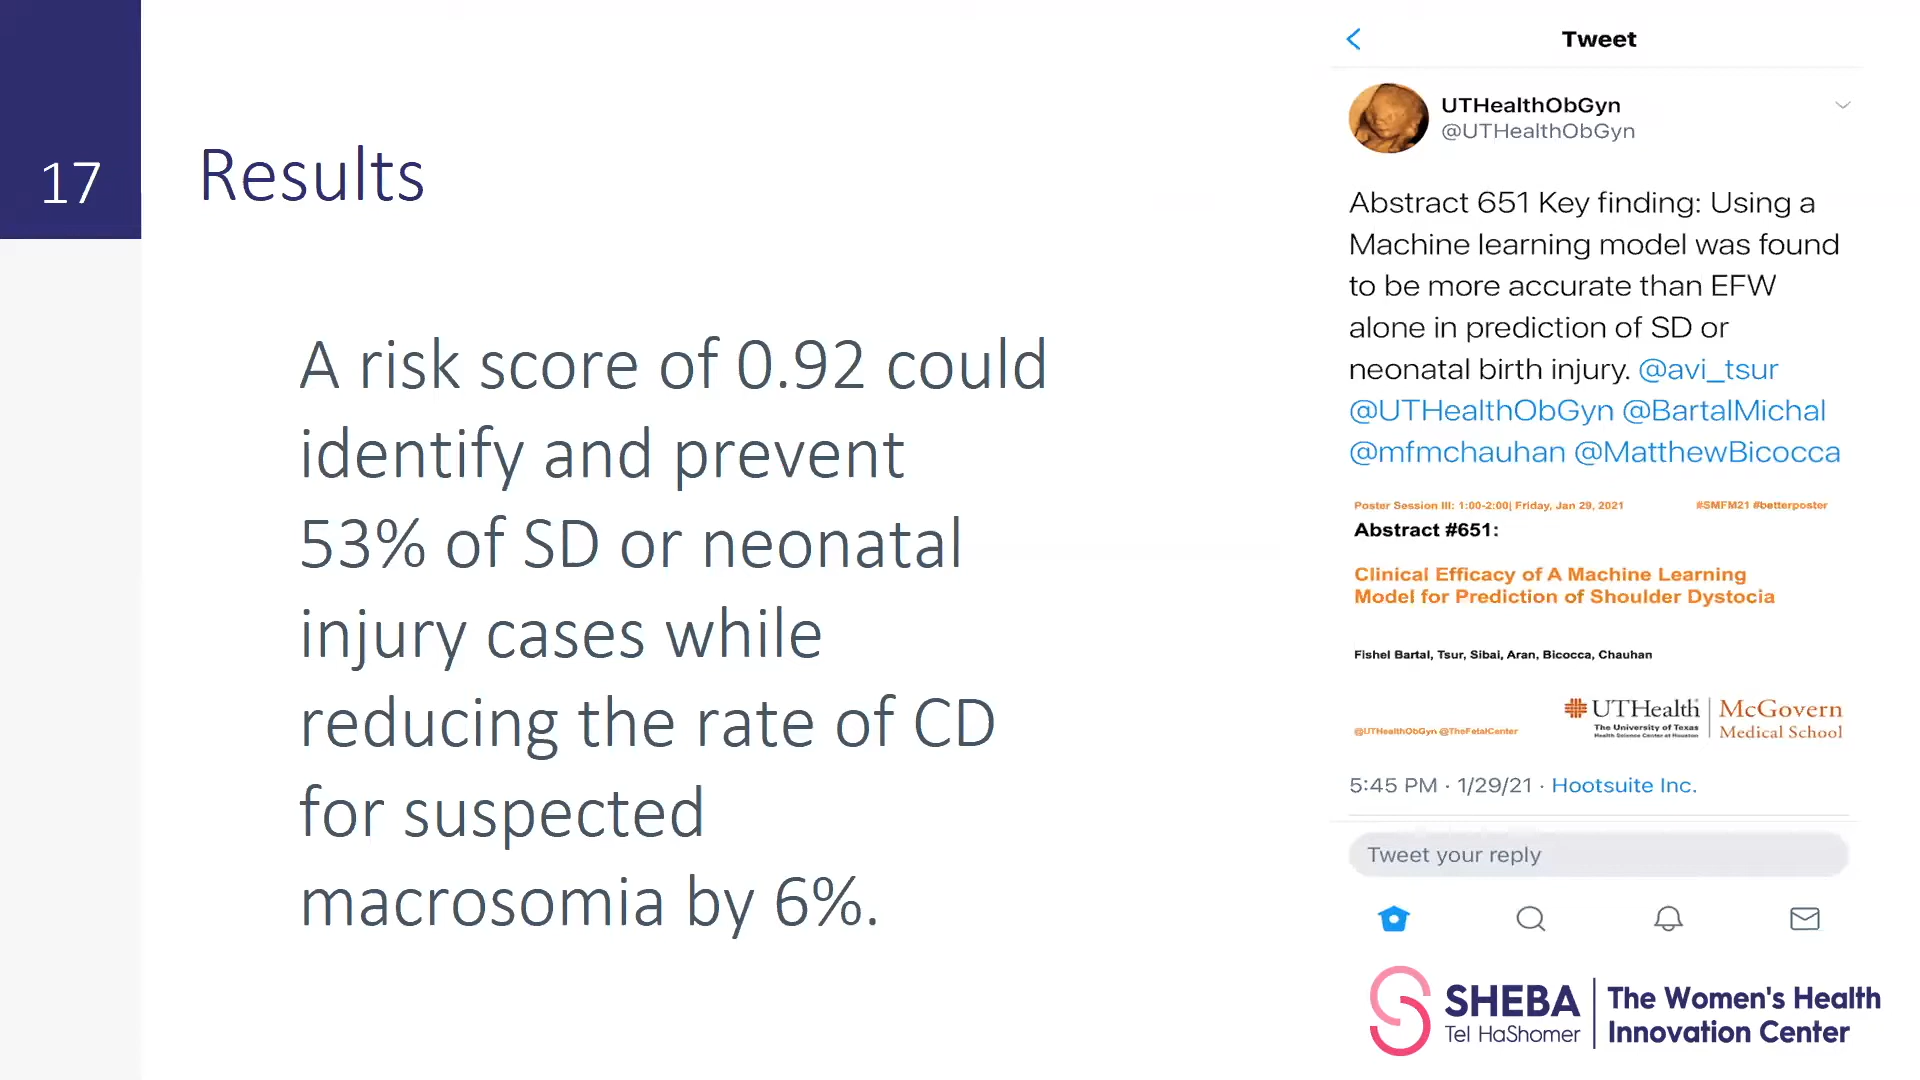 17
Results
A risk score of 0.92 could
identify and prevent
53% of SD or neonatal
injury cases while
reducing the rate of CD
for suspected
macrosomia by 6%.
Tweet
UTHealthObGyn
@UTHealthObGyn
Abstract 651 Key finding: Using a
Machine learning model was found
to be more accurate than EFW
alone in prediction of SD or
neonatal birth injury. @avi_tsur
@UTHealthObGyn @BartalMichal
@mfmchauhan @MatthewBicocca
Poster Session III: 1:00-2:00| Friday, Jan 29, 2021 #SMFM21 #betterposter
Abstract #651:
Clinical Efficacy of A Machine Learning
Model for Prediction of Shoulder Dystocia
Fishel Bartal, Tsur, Sibai, Aran, Bicocca, Chauhan
@UTHealthObGyn @TheFetalCenter
UTHealth
The University of Texas
Health Science Center at Houston
McGovern
Medical School
5:45 PM · 1/29/21 · Hootsuite Inc.
Tweet your reply
SHEBA
Tel HaShomer
The Women's Health
Innovation Center